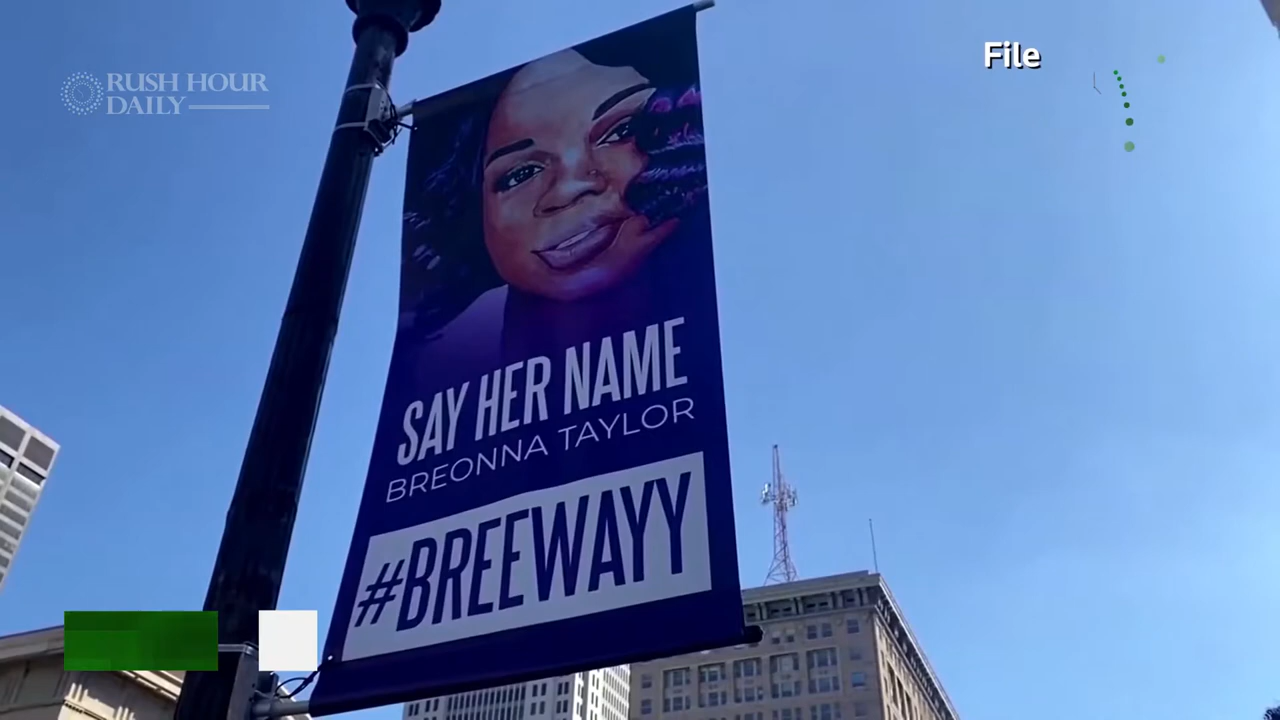 RUSH HOUR
DAILY
File
SAY HER NAME
BREONNA TAYLOR
#BREEWAYY